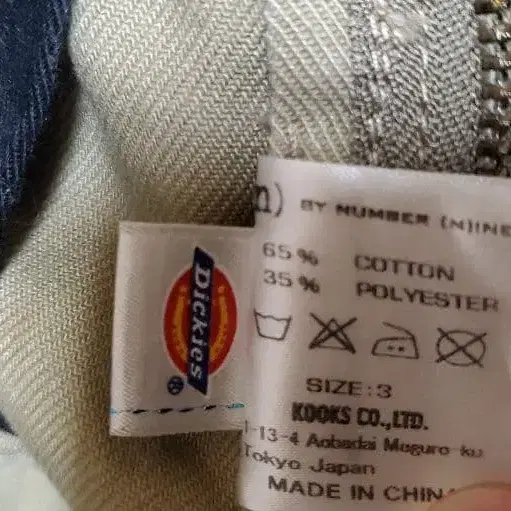 n) BY NUMBER (N)INE
65% COTTON
35% POLYESTER
SIZE:3
KOOKS CO.,LTD.
1-13-4 Aobadai Meguro-ku
Tokyo Japan
MADE IN CHINA
Dickies
®